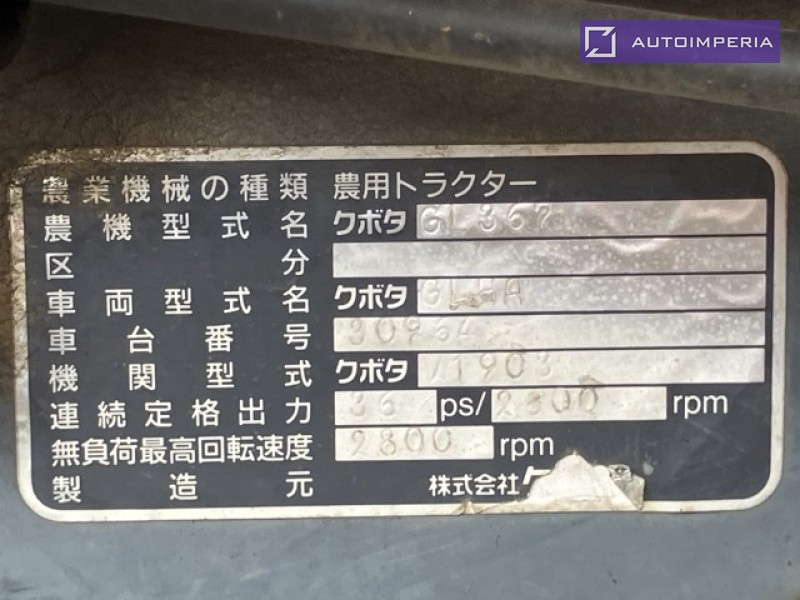 AUTOIMPERIA
農業機械の種類 農用トラクター
農機型式名 クボタ GL367
区分
車両型式名 クボタ
車台番号 30964
機関型式 クボタ V1903
連続定格出力 36 ps/ rpm
無負荷最高回転速度 2800 rpm
製造元 株式会社